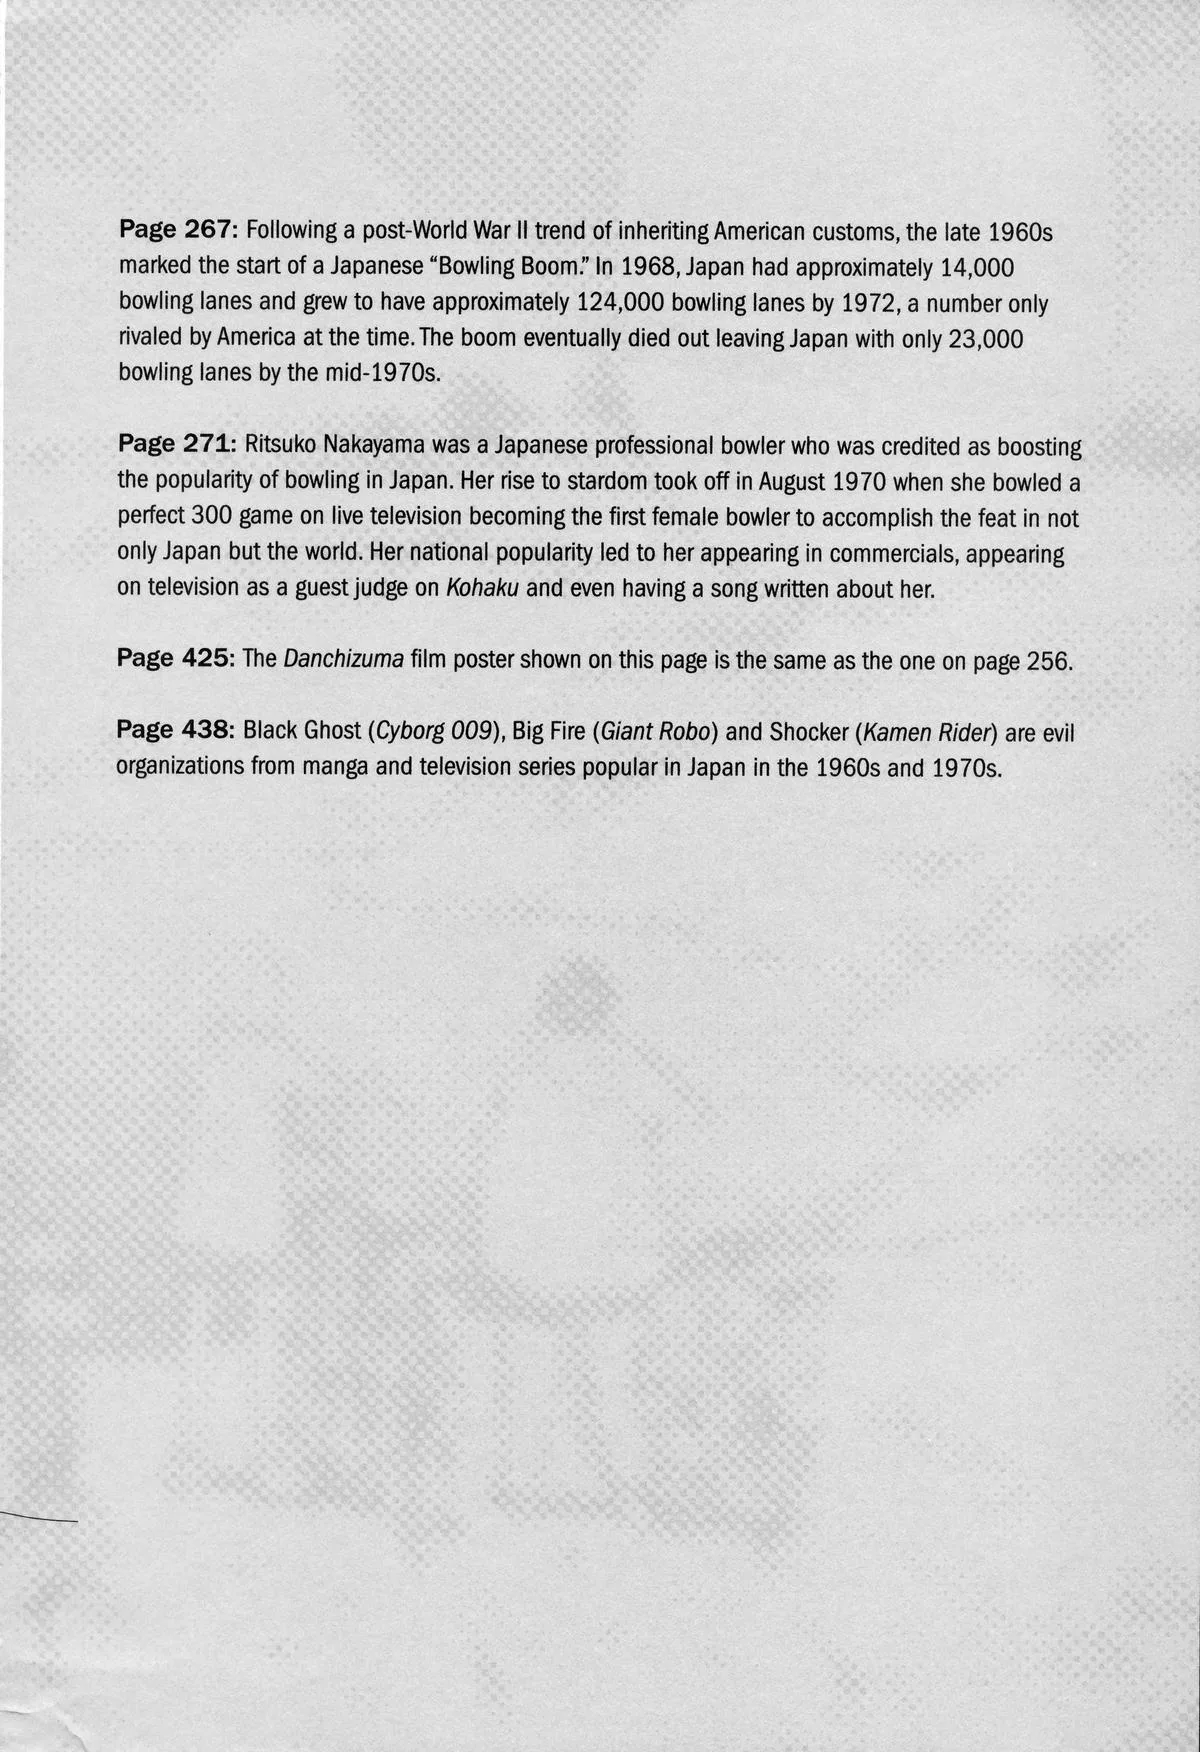 Page 267: Following a post-World War II trend of inheriting American customs, the late 1960s
marked the start of a Japanese “Bowling Boom.” In 1968, Japan had approximately 14,000
bowling lanes and grew to have approximately 124,000 bowling lanes by 1972, a number only
rivaled by America at the time. The boom eventually died out leaving Japan with only 23,000
bowling lanes by the mid-1970s.
Page 271: Ritsuko Nakayama was a Japanese professional bowler who was credited as boosting
the popularity of bowling in Japan. Her rise to stardom took off in August 1970 when she bowled a
perfect 300 game on live television becoming the first female bowler to accomplish the feat in not
only Japan but the world. Her national popularity led to her appearing in commercials, appearing
on television as a guest judge on Kohaku and even having a song written about her.
Page 425: The Danchizuma film poster shown on this page is the same as the one on page 256.
Page 438: Black Ghost (Cyborg 009), Big Fire (Giant Robo) and Shocker (Kamen Rider) are evil
organizations from manga and television series popular in Japan in the 1960s and 1970s.